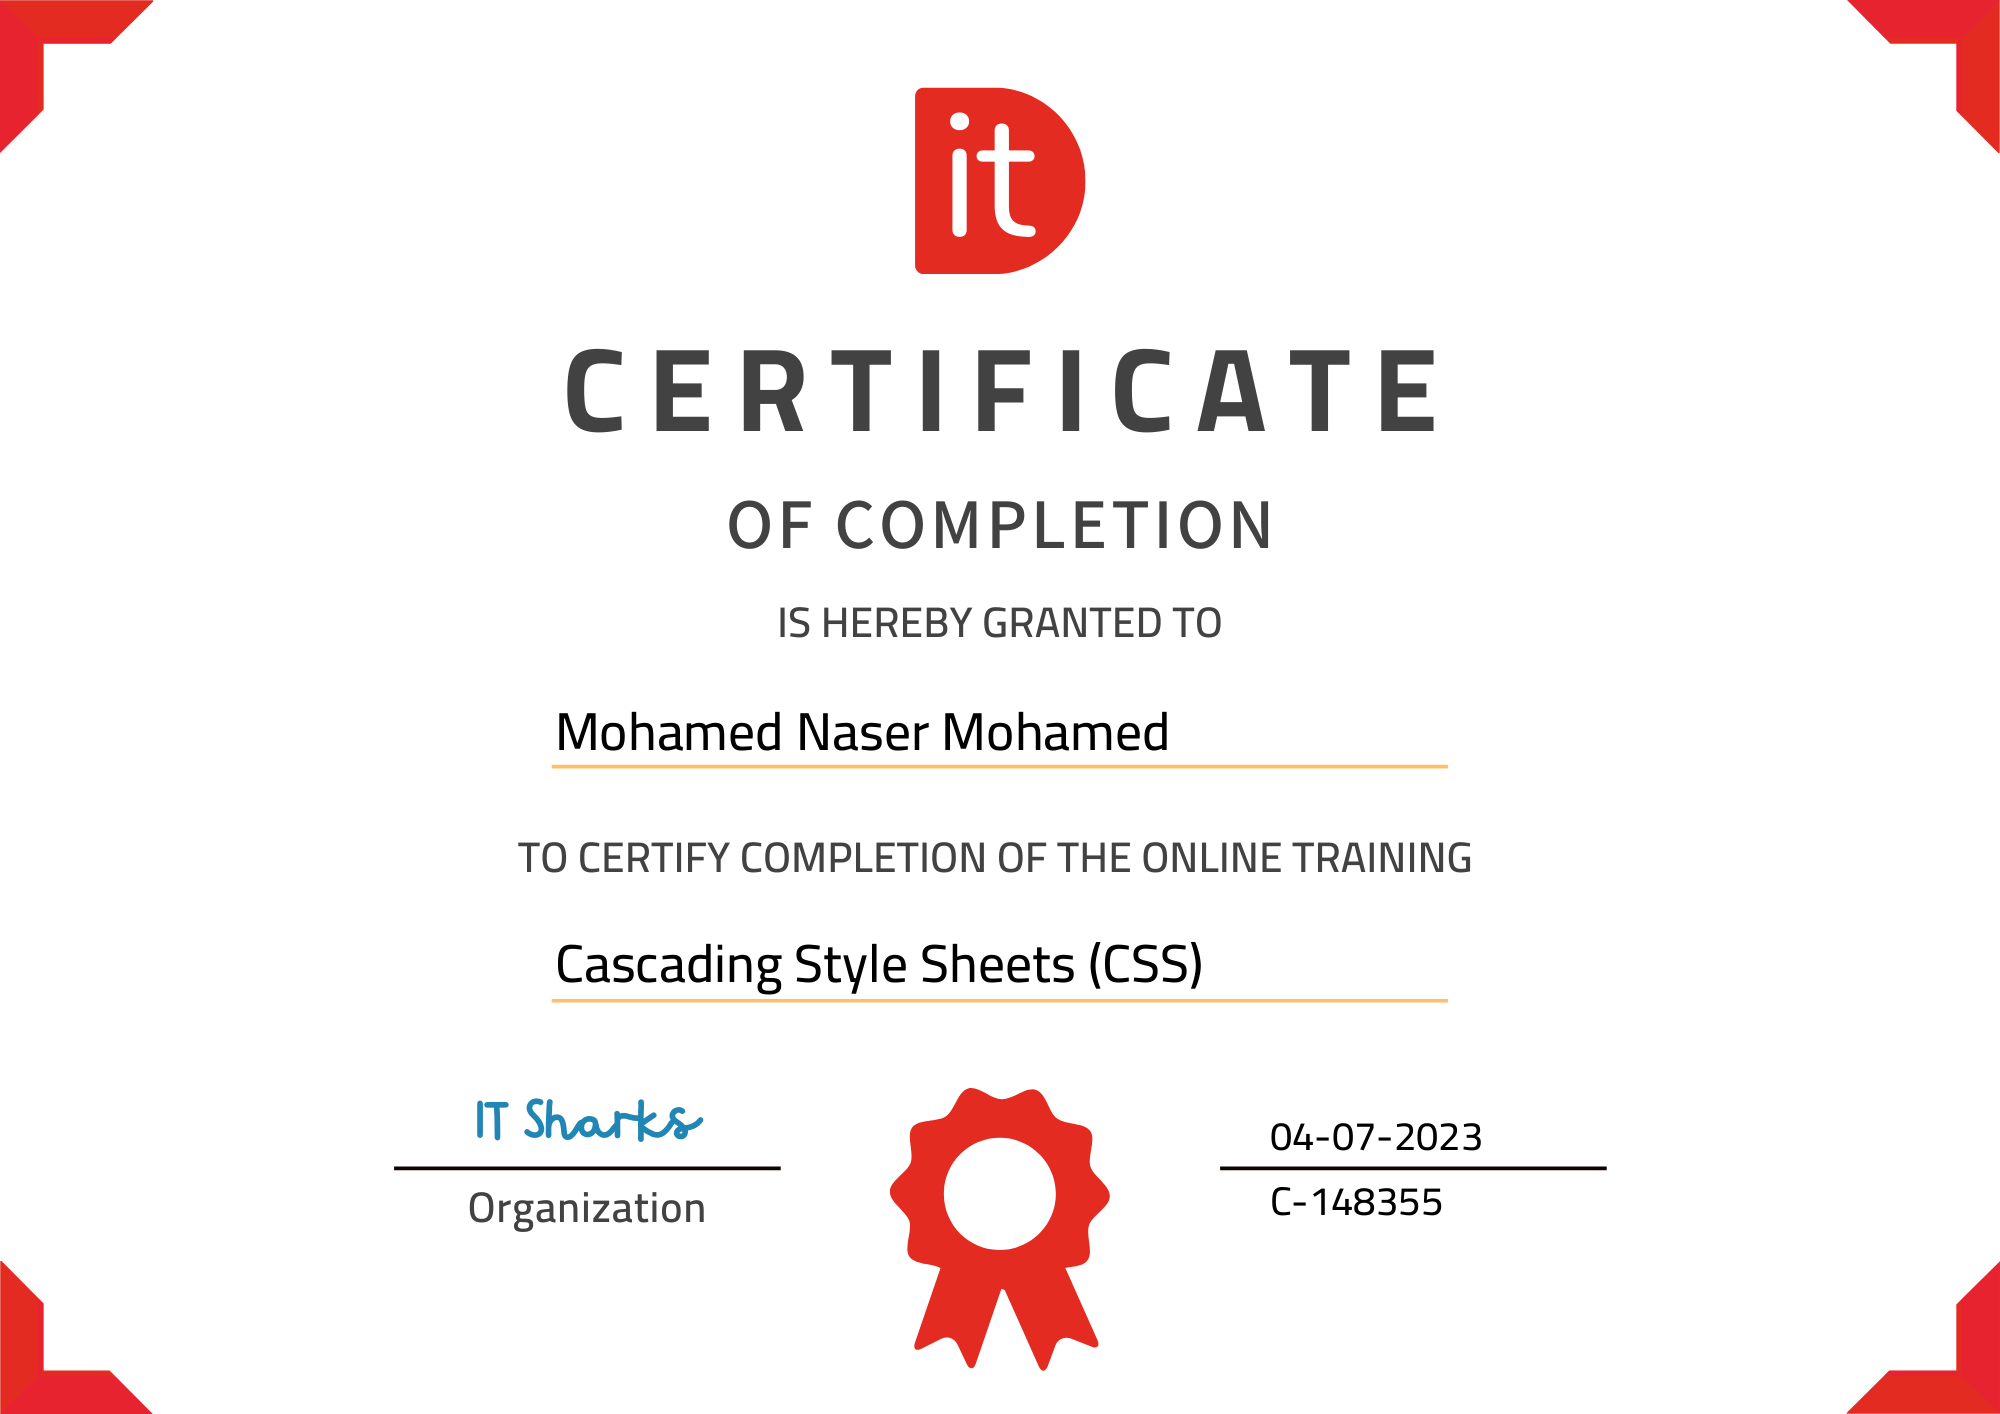 it
CERTIFICATE
OF COMPLETION
IS HEREBY GRANTED TO
Mohamed Naser Mohamed
TO CERTIFY COMPLETION OF THE ONLINE TRAINING
Cascading Style Sheets (CSS)
IT Sharks
Organization
04-07-2023
C-148355